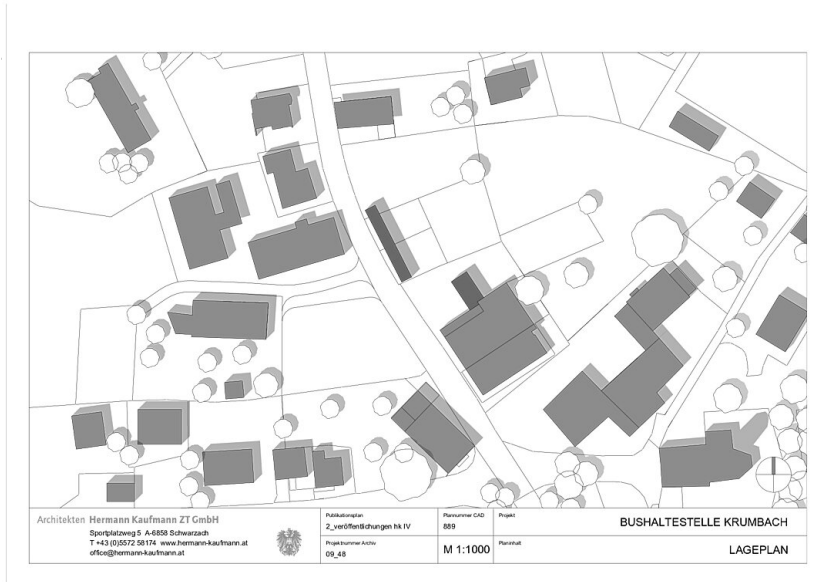 Architekten Hermann Kaufmann ZT GmbH
Sportplatzweg 5 A-6858 Schwarzach
T +43 (0)5572 58174 www.hermann-kaufmann.at
office@hermann-kaufmann.at
Publikationsplan
2_veröffentlichungen hk IV
Projektnummer Archiv
09_48
Plannummer CAD
889
M 1:1000
Projekt
BUSHALTESTELLE KRUMBACH
Planinhalt
LAGEPLAN